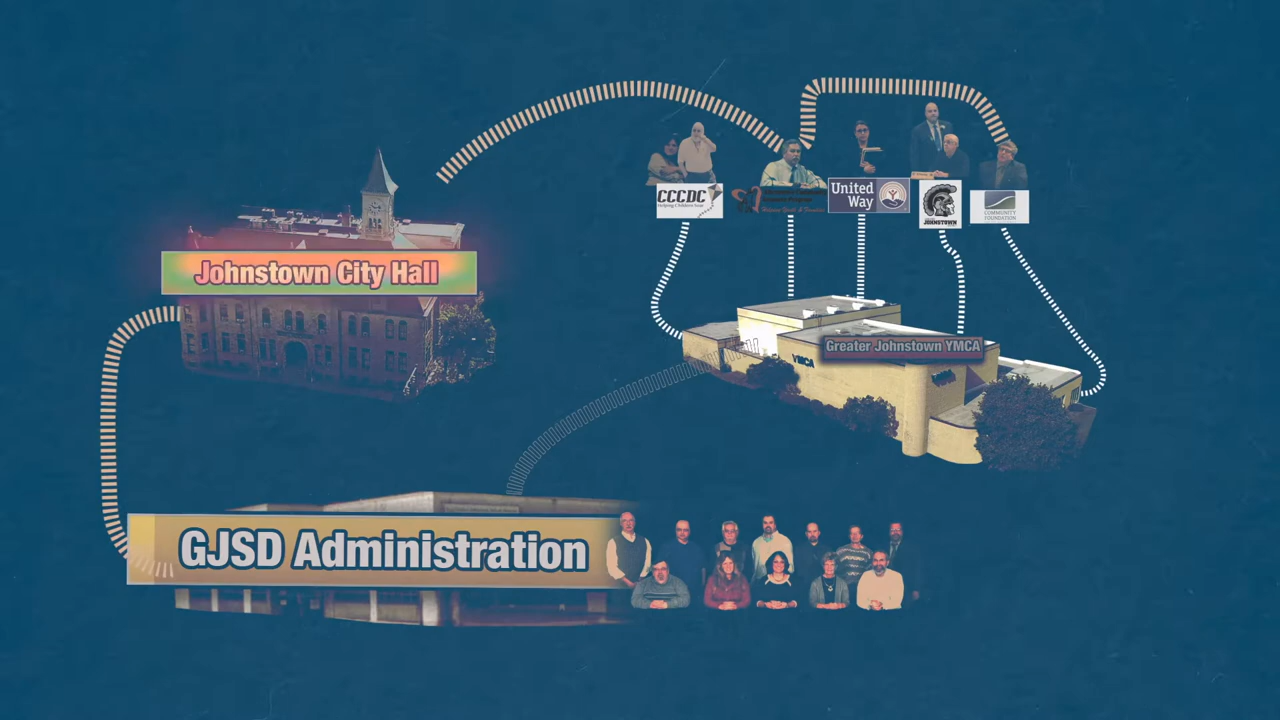 CCCDC
Helping Children Soar
United
Way
JOHNSTOWN
COMMUNITY
FOUNDATION
Johnstown City Hall
Greater Johnstown YMCA
YMCA
GJSD Administration